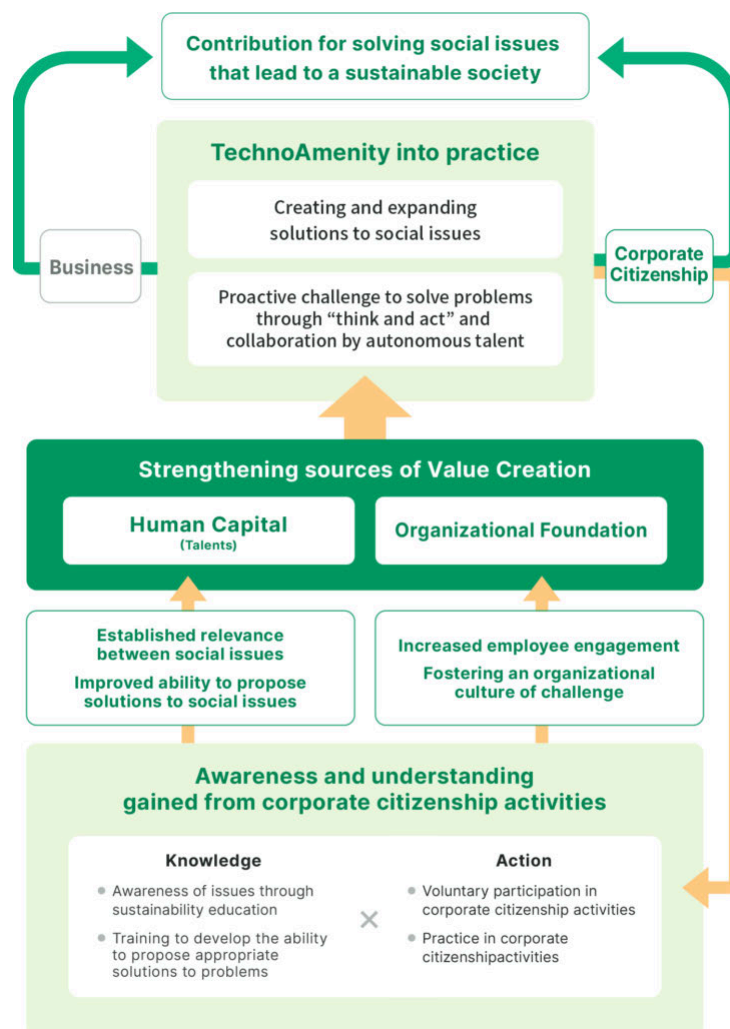 Contribution for solving social issues
that lead to a sustainable society
TechnoAmenity into practice
Creating and expanding
solutions to social issues
Business
Corporate
Citizenship
Proactive challenge to solve problems
through “think and act” and
collaboration by autonomous talent
Strengthening sources of Value Creation
Human Capital
(Talents)
Organizational Foundation
Established relevance
between social issues
Improved ability to propose
solutions to social issues
Increased employee engagement
Fostering an organizational
culture of challenge
Awareness and understanding
gained from corporate citizenship activities
Knowledge
● Awareness of issues through
sustainability education
● Training to develop the ability
to propose appropriate
solutions to problems
×
Action
● Voluntary participation in
corporate citizenship activities
● Practice in corporate
citizenshipactivities